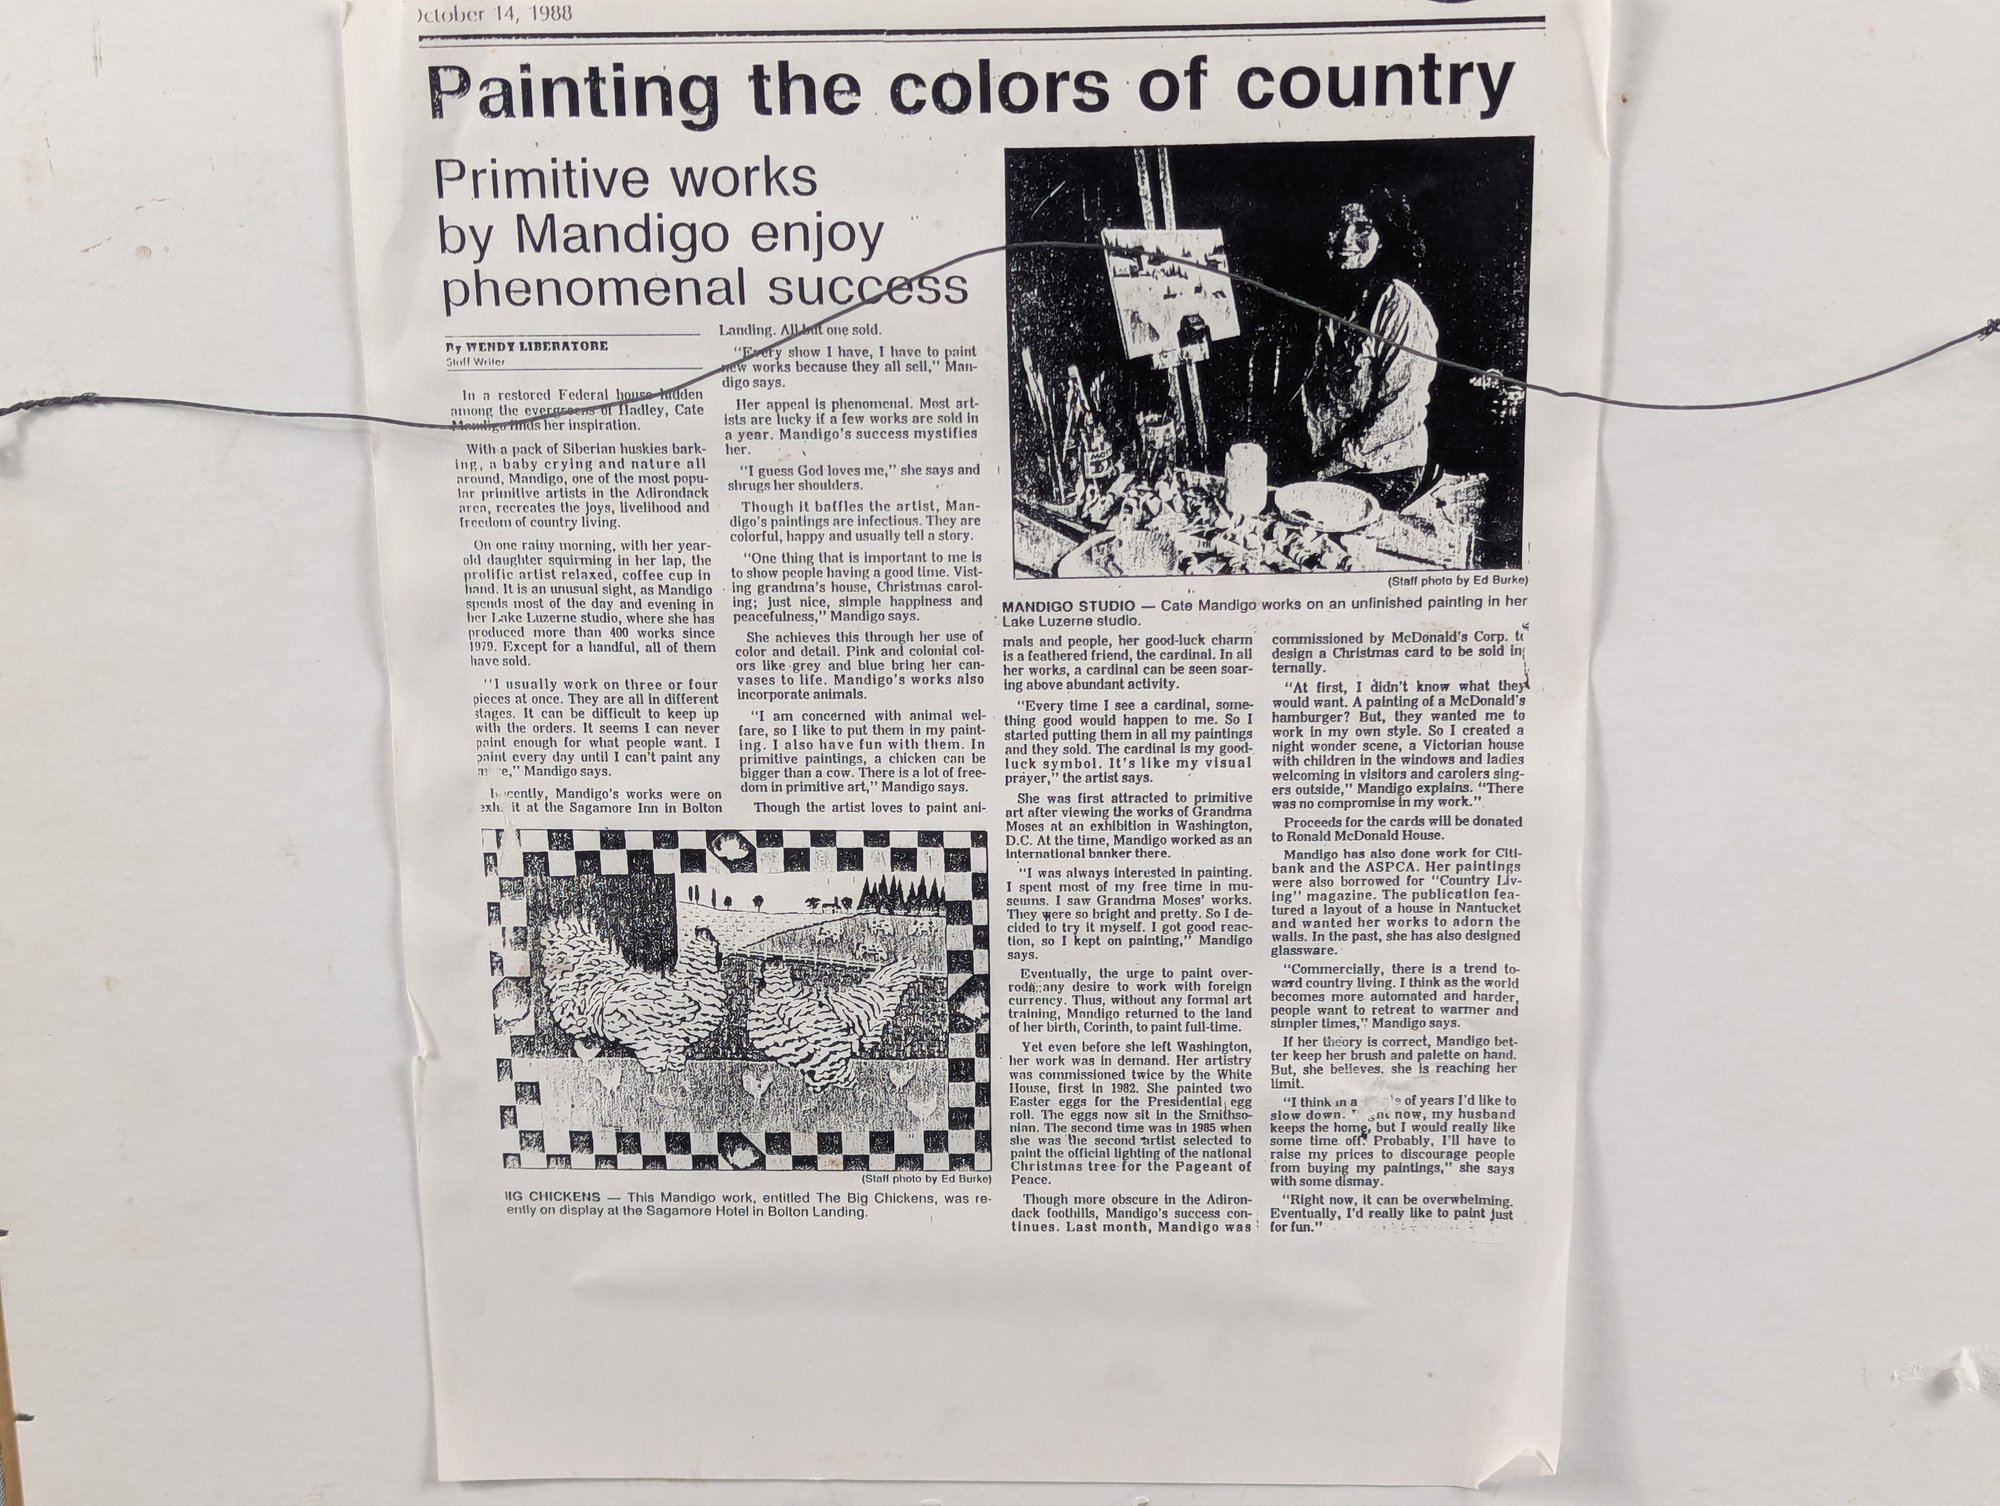 October 14, 1988
Painting the colors of country
Primitive works
by Mandigo enjoy
phenomenal success
By WENDY LIBERATORE
Staff Writer
In a restored Federal house hidden
among the evergreens of Hadley, Cate
Mandigo finds her inspiration.
With a pack of Siberian huskies bark-
ing, a baby crying and nature all
around, Mandigo, one of the most popu-
lar primitive artists in the Adirondack
area, recreates the joys, livelihood and
freedom of country living.
On one rainy morning, with her year-
old daughter squirming in her lap, the
prolific artist relaxed, coffee cup in
hand. It is an unusual sight, as Mandigo
spends most of the day and evening in
her Lake Luzerne studio, where she has
produced more than 400 works since
1979. Except for a handful, all of them
have sold.
"I usually work on three or four
pieces at once. They are all in different
stages. It can be difficult to keep up
with the orders. It seems I can never
paint enough for what people want. I
paint every day until I can't paint any
more," Mandigo says.
Recently, Mandigo's works were on
exhibit at the Sagamore Inn in Bolton
Landing. All but one sold.
"Every show I have, I have to paint
new works because they all sell," Man-
digo says.
Her appeal is phenomenal. Most art-
ists are lucky if a few works are sold in
a year. Mandigo's success mystifies
her.
"I guess God loves me," she says and
shrugs her shoulders.
Though it baffles the artist, Man-
digo's paintings are infectious. They are
colorful, happy and usually tell a story.
"One thing that is important to me is
to show people having a good time. Vist-
ing grandma's house, Christmas carol-
ing; just nice, simple happiness and
peacefulness," Mandigo says.
She achieves this through her use of
color and detail. Pink and colonial col-
ors like grey and blue bring her can-
vases to life. Mandigo's works also
incorporate animals.
"I am concerned with animal wel-
fare, so I like to put them in my paint-
ing. I also have fun with them. In
primitive paintings, a chicken can be
bigger than a cow. There is a lot of free-
dom in primitive art," Mandigo says.
Though the artist loves to paint ani-
(Staff photo by Ed Burke)
IG CHICKENS — This Mandigo work, entitled The Big Chickens, was re-
ently on display at the Sagamore Hotel in Bolton Landing.
(Staff photo by Ed Burke)
MANDIGO STUDIO — Cate Mandigo works on an unfinished painting in her
Lake Luzerne studio.
mals and people, her good-luck charm
is a feathered friend, the cardinal. In all
her works, a cardinal can be seen soar-
ing above abundant activity.
"Every time I see a cardinal, some-
thing good would happen to me. So I
started putting them in all my paintings
and they sold. The cardinal is my good-
luck symbol. It's like my visual
prayer," the artist says.
She was first attracted to primitive
art after viewing the works of Grandma
Moses at an exhibition in Washington,
D.C. At the time, Mandigo worked as an
international banker there.
"I was always interested in painting.
I spent most of my free time in mu-
seums. I saw Grandma Moses' works.
They were so bright and pretty. So I de-
cided to try it myself. I got good reac-
tion, so I kept on painting," Mandigo
says.
Eventually, the urge to paint over-
rode any desire to work with foreign
currency. Thus, without any formal art
training, Mandigo returned to the land
of her birth, Corinth, to paint full-time.
Yet even before she left Washington,
her work was in demand. Her artistry
was commissioned twice by the White
House, first in 1982. She painted two
Easter eggs for the Presidential egg
roll. The eggs now sit in the Smithso-
nian. The second time was in 1985 when
she was the second artist selected to
paint the official lighting of the national
Christmas tree for the Pageant of
Peace.
Though more obscure in the Adiron-
dack foothills, Mandigo's success con-
tinues. Last month, Mandigo was
commissioned by McDonald's Corp. to
design a Christmas card to be sold in-
ternally.
"At first, I didn't know what they
would want. A painting of a McDonald's
hamburger? But, they wanted me to
work in my own style. So I created a
night wonder scene, a Victorian house
with children in the windows and ladies
welcoming in visitors and carolers sing-
ers outside," Mandigo explains. "There
was no compromise in my work."
Proceeds for the cards will be donated
to Ronald McDonald House.
Mandigo has also done work for Citi-
bank and the ASPCA. Her paintings
were also borrowed for "Country Liv-
ing" magazine. The publication fea-
tured a layout of a house in Nantucket
and wanted her works to adorn the
walls. In the past, she has also designed
glassware.
"Commercially, there is a trend to-
ward country living. I think as the world
becomes more automated and harder,
people want to retreat to warmer and
simpler times," Mandigo says.
If her theory is correct, Mandigo bet-
ter keep her brush and palette on hand.
But, she believes, she is reaching her
limit.
"I think in a of years I'd like to
slow down. Right now, my husband
keeps the home, but I would really like
some time off. Probably, I'll have to
raise my prices to discourage people
from buying my paintings," she says
with some dismay.
"Right now, it can be overwhelming.
Eventually, I'd really like to paint just
for fun."